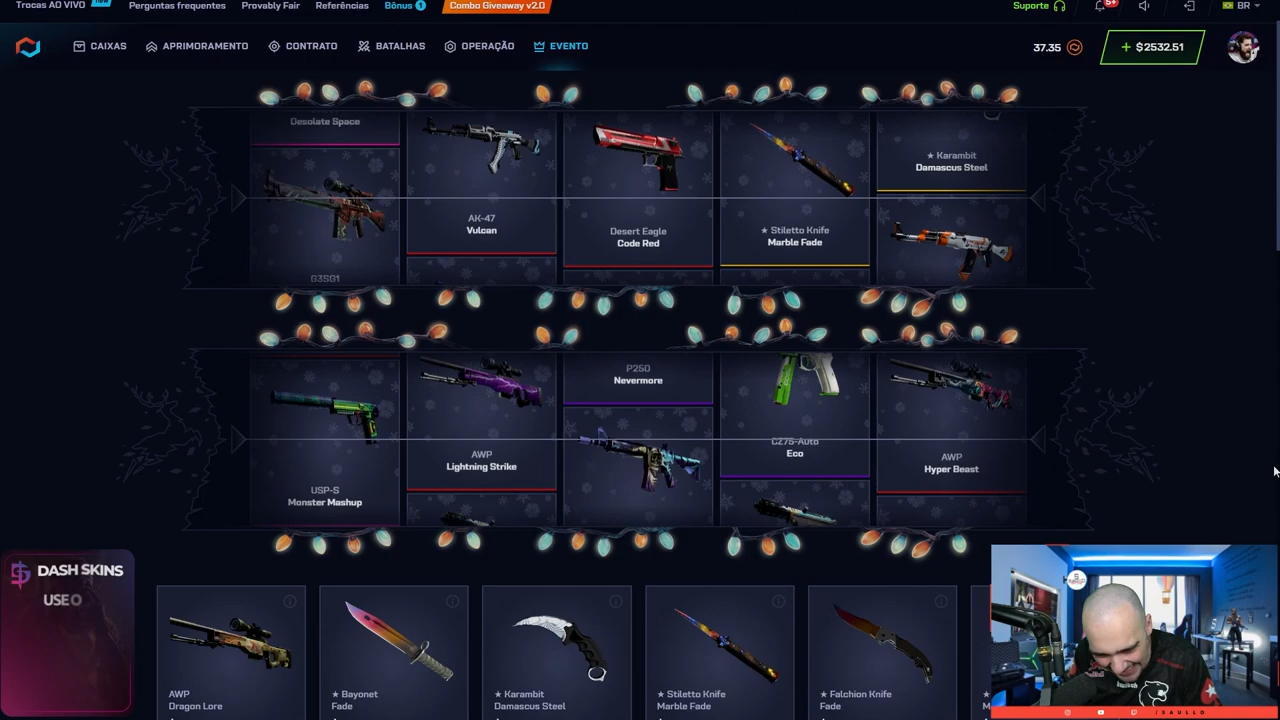 Trocas AO VIVO
Perguntas frequentes
Provably Fair
Referências
Bônus 1
Combo Giveaway v2.0
Suporte
5+
BR
CAIXAS
APRIMORAMENTO
CONTRATO
BATALHAS
OPERAÇÃO
EVENTO
37.35
+ $2532.51
Desolate Space
G3SG1
AK-47
Vulcan
Desert Eagle
Code Red
★ Stiletto Knife
Marble Fade
★ Karambit
Damascus Steel
USP-S
Monster Mashup
AWP
Lightning Strike
P250
Nevermore
CZ75-Auto
Eco
AWP
Hyper Beast
DASH SKINS
USE O
AWP
Dragon Lore
★ Bayonet
Fade
★ Karambit
Damascus Steel
★ Stiletto Knife
Marble Fade
★ Falchion Knife
Fade
/SAULLO